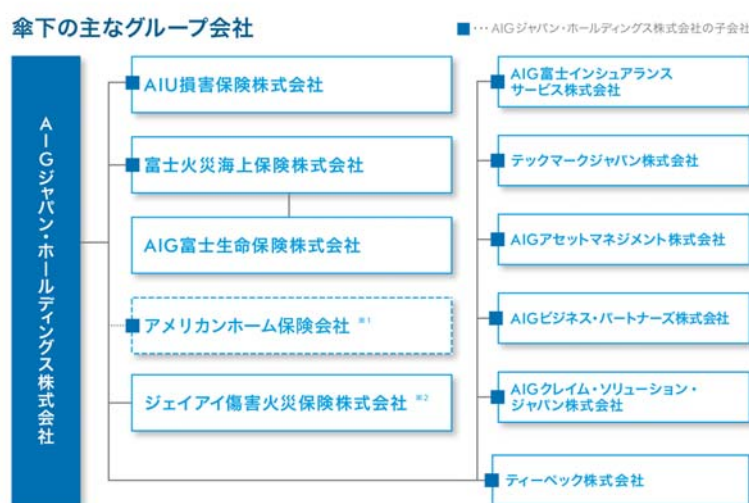 傘下の主なグループ会社
■･･･AIGジャパン・ホールディングス株式会社の子会社
AIGジャパン・ホールディングス株式会社
AIU損害保険株式会社
富士火災海上保険株式会社
AIG富士生命保険株式会社
アメリカンホーム保険会社 ※1
ジェイアイ傷害火災保険株式会社 ※2
AIG富士インシュアランス
サービス株式会社
テックマークジャパン株式会社
AIGアセットマネジメント株式会社
AIGビジネス・パートナーズ株式会社
AIGクレイム・ソリューション・
ジャパン株式会社
ティーペック株式会社